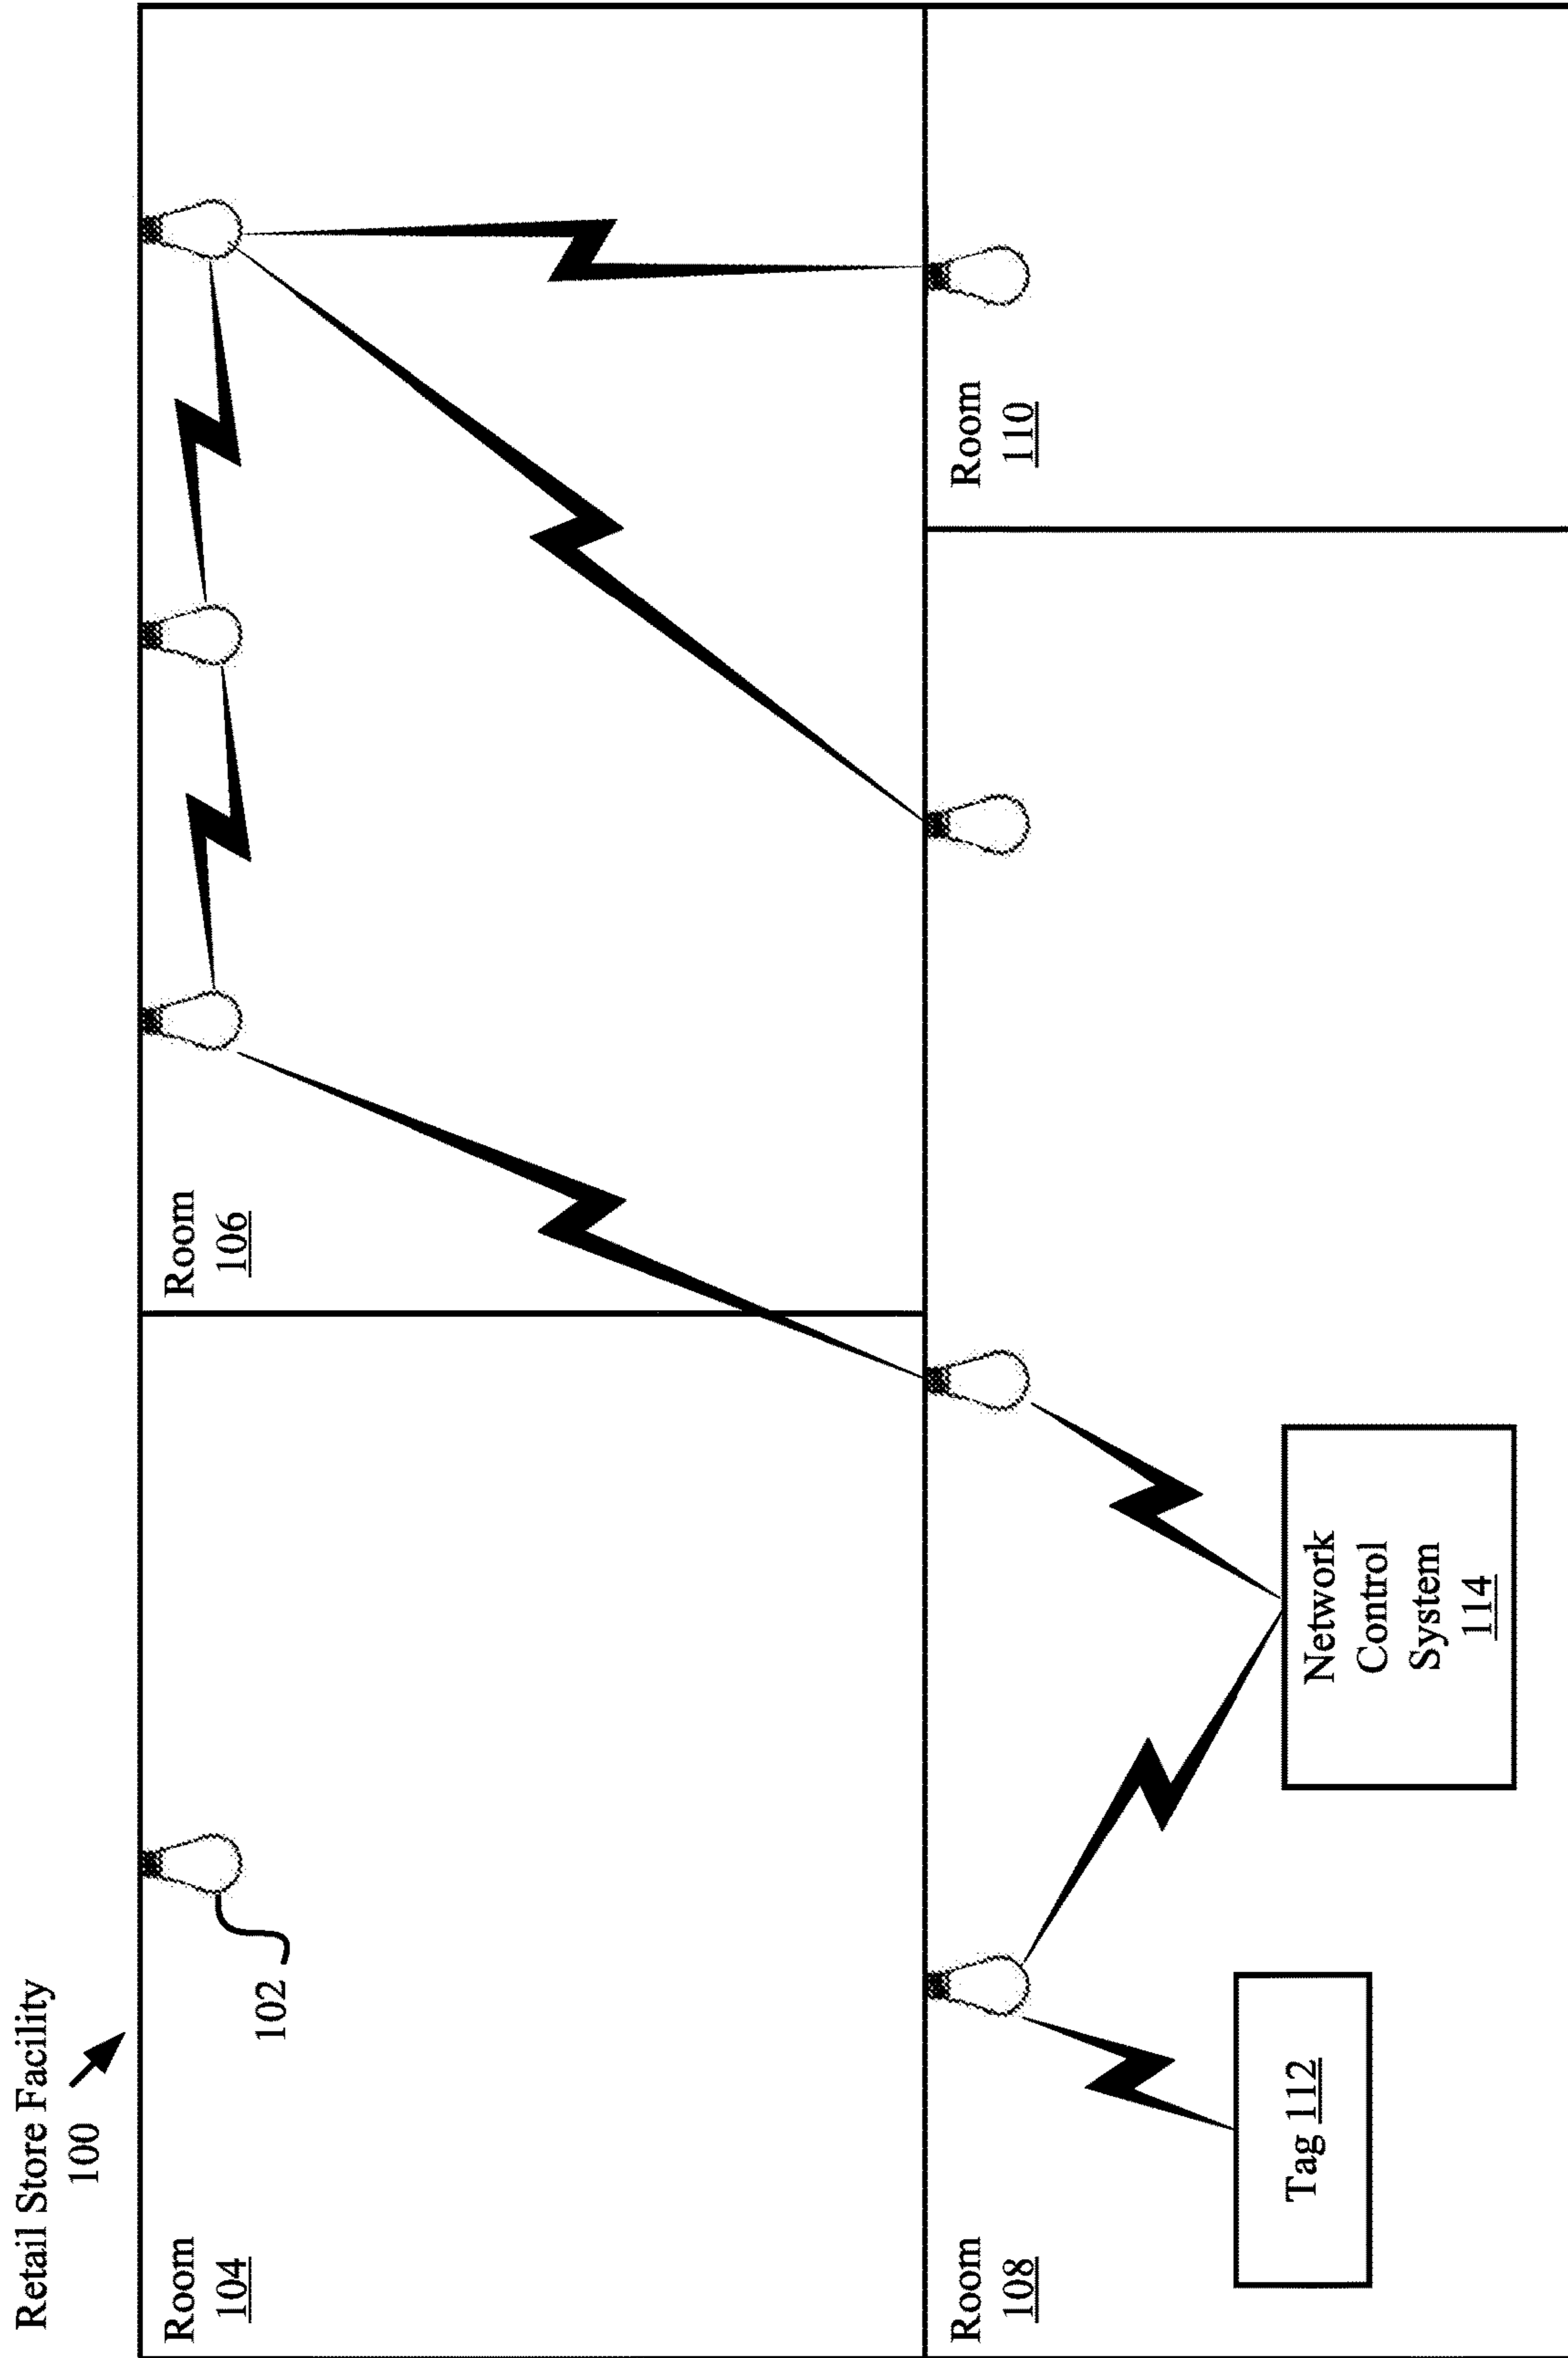 Retail Store Facility
100
102
Room
104
Room
106
Room
108
Tag 112
Network
Control
System
114
Room
110